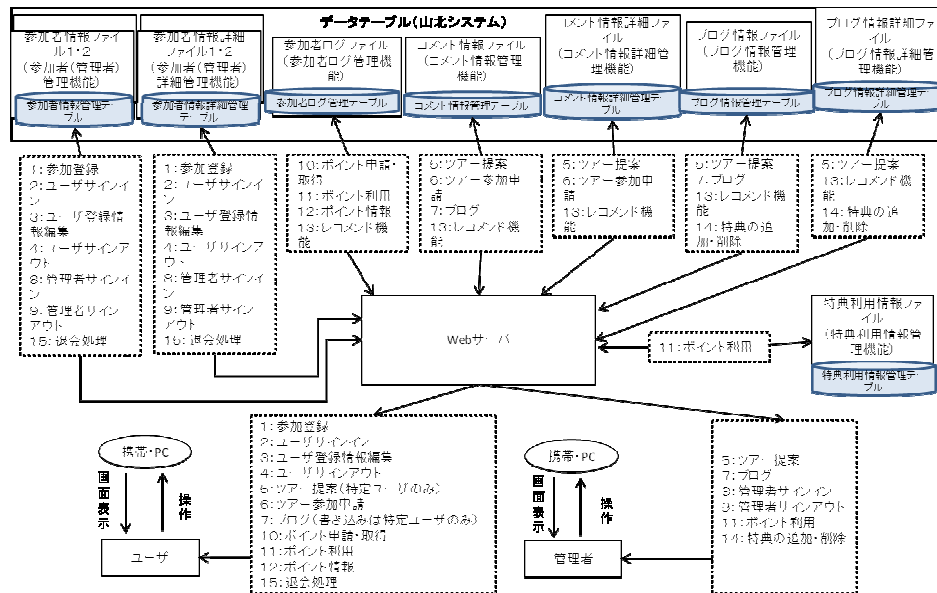 データテーブル(山北システム)
参加者情報ファイ
ル1・2
(参加者(管理者)
管理機能)
参加者情報管理テー
ブル
参加者情報詳細
ファイル1・2
(参加者(管理者)
詳細管理機能)
参加者情報詳細管理テー
ブル
参加者ログファイル
(参加者ログ管理機
能)
参加者ログ管理テーブル
コメント情報ファイル
(コメント情報管理
機能)
コメント情報管理テーブル
コメント情報詳細ファイ
ル
(コメント情報詳細管
理機能)
コメント情報詳細管理テー
ブル
ブログ情報ファイル
(ブログ情報管理
機能)
ブログ情報管理テーブル
ブログ情報詳細ファ
イル
(ブログ情報詳細管
理機能)
ブログ情報詳細管理テー
ブル
1:参加登録
2:ユーザサインイ
ン
3:ユーザ登録情
報編集
4:ユーザサインア
ウト
8:管理者サインイ
ン
9:管理者サイン
アウト
15:退会処理
1:参加登録
2:ユーザサインイ
ン
3:ユーザ登録情
報編集
4:ユーザサインア
ウト
8:管理者サインイ
ン
9:管理者サイン
アウト
15:退会処理
10:ポイント申請・
取得
11:ポイント利用
12:ポイント情報
13:レコメンド機
能
5:ツアー提案
6:ツアー参加申
請
7:ブログ
13:レコメンド機
能
5:ツアー提案
6:ツアー参加申
請
13:レコメンド機
能
5:ツアー提案
7:ブログ
13:レコメンド機
能
14:特典の追
加・削除
5:ツアー提案
13:レコメンド機
能
14:特典の追
加・削除
Webサーバ
11:ポイント利用
特典利用情報ファ
イル
(特典利用情報管
理機能)
特典利用情報管理テー
ブル
携帯・PC
画面表示
操作
ユーザ
1:参加登録
2:ユーザサインイン
3:ユーザ登録情報編集
4:ユーザサインアウト
5:ツアー提案(特定ユーザのみ)
6:ツアー参加申請
7:ブログ(書き込みは特定ユーザのみ)
10:ポイント申請・取得
11:ポイント利用
12:ポイント情報
15:退会処理
携帯・PC
画面表示
操作
管理者
5:ツアー提案
7:ブログ
8:管理者サインイン
9:管理者サインアウト
11:ポイント利用
14:特典の追加・削除